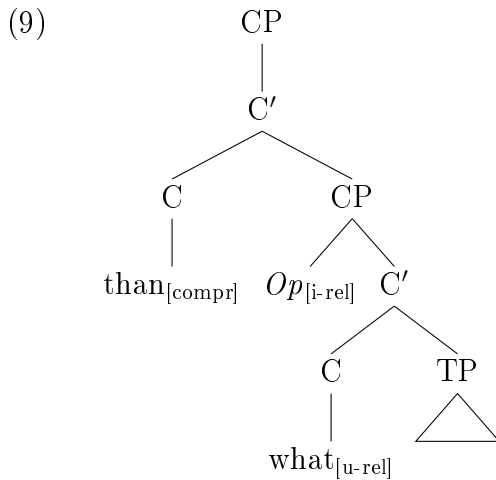 (9)
CP
C′
C CP
than[compr] Op[i-rel] C′
C TP
what[u-rel]